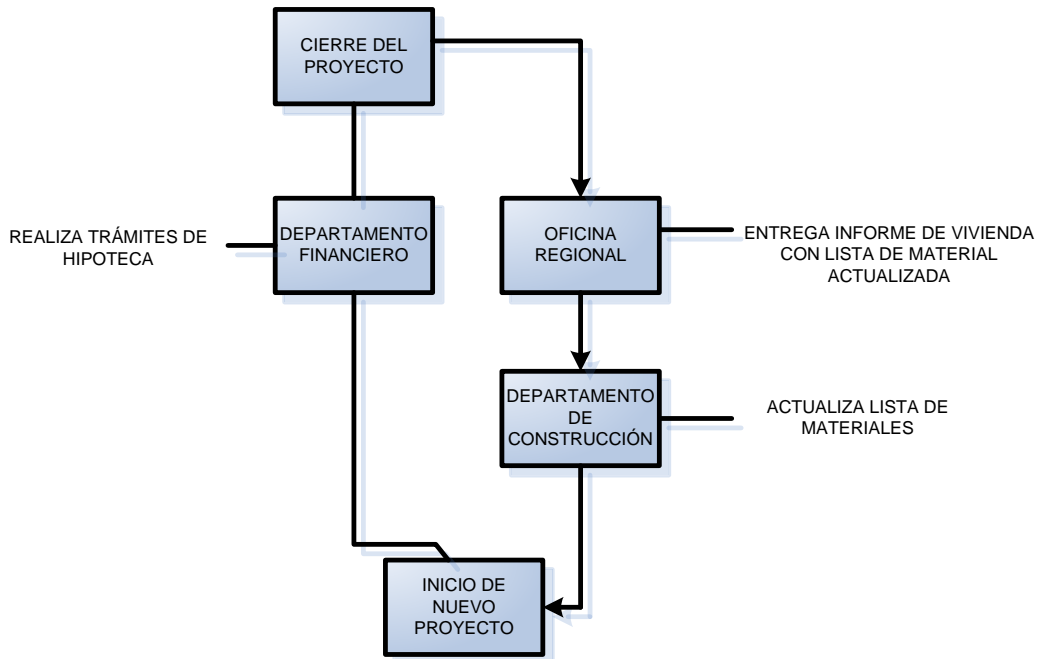 CIERRE DEL
PROYECTO
REALIZA TRÁMITES DE
HIPOTECA
DEPARTAMENTO
FINANCIERO
OFICINA
REGIONAL
ENTREGA INFORME DE VIVIENDA
CON LISTA DE MATERIAL
ACTUALIZADA
DEPARTAMENTO
DE
CONSTRUCCIÓN
ACTUALIZA LISTA DE
MATERIALES
INICIO DE
NUEVO
PROYECTO